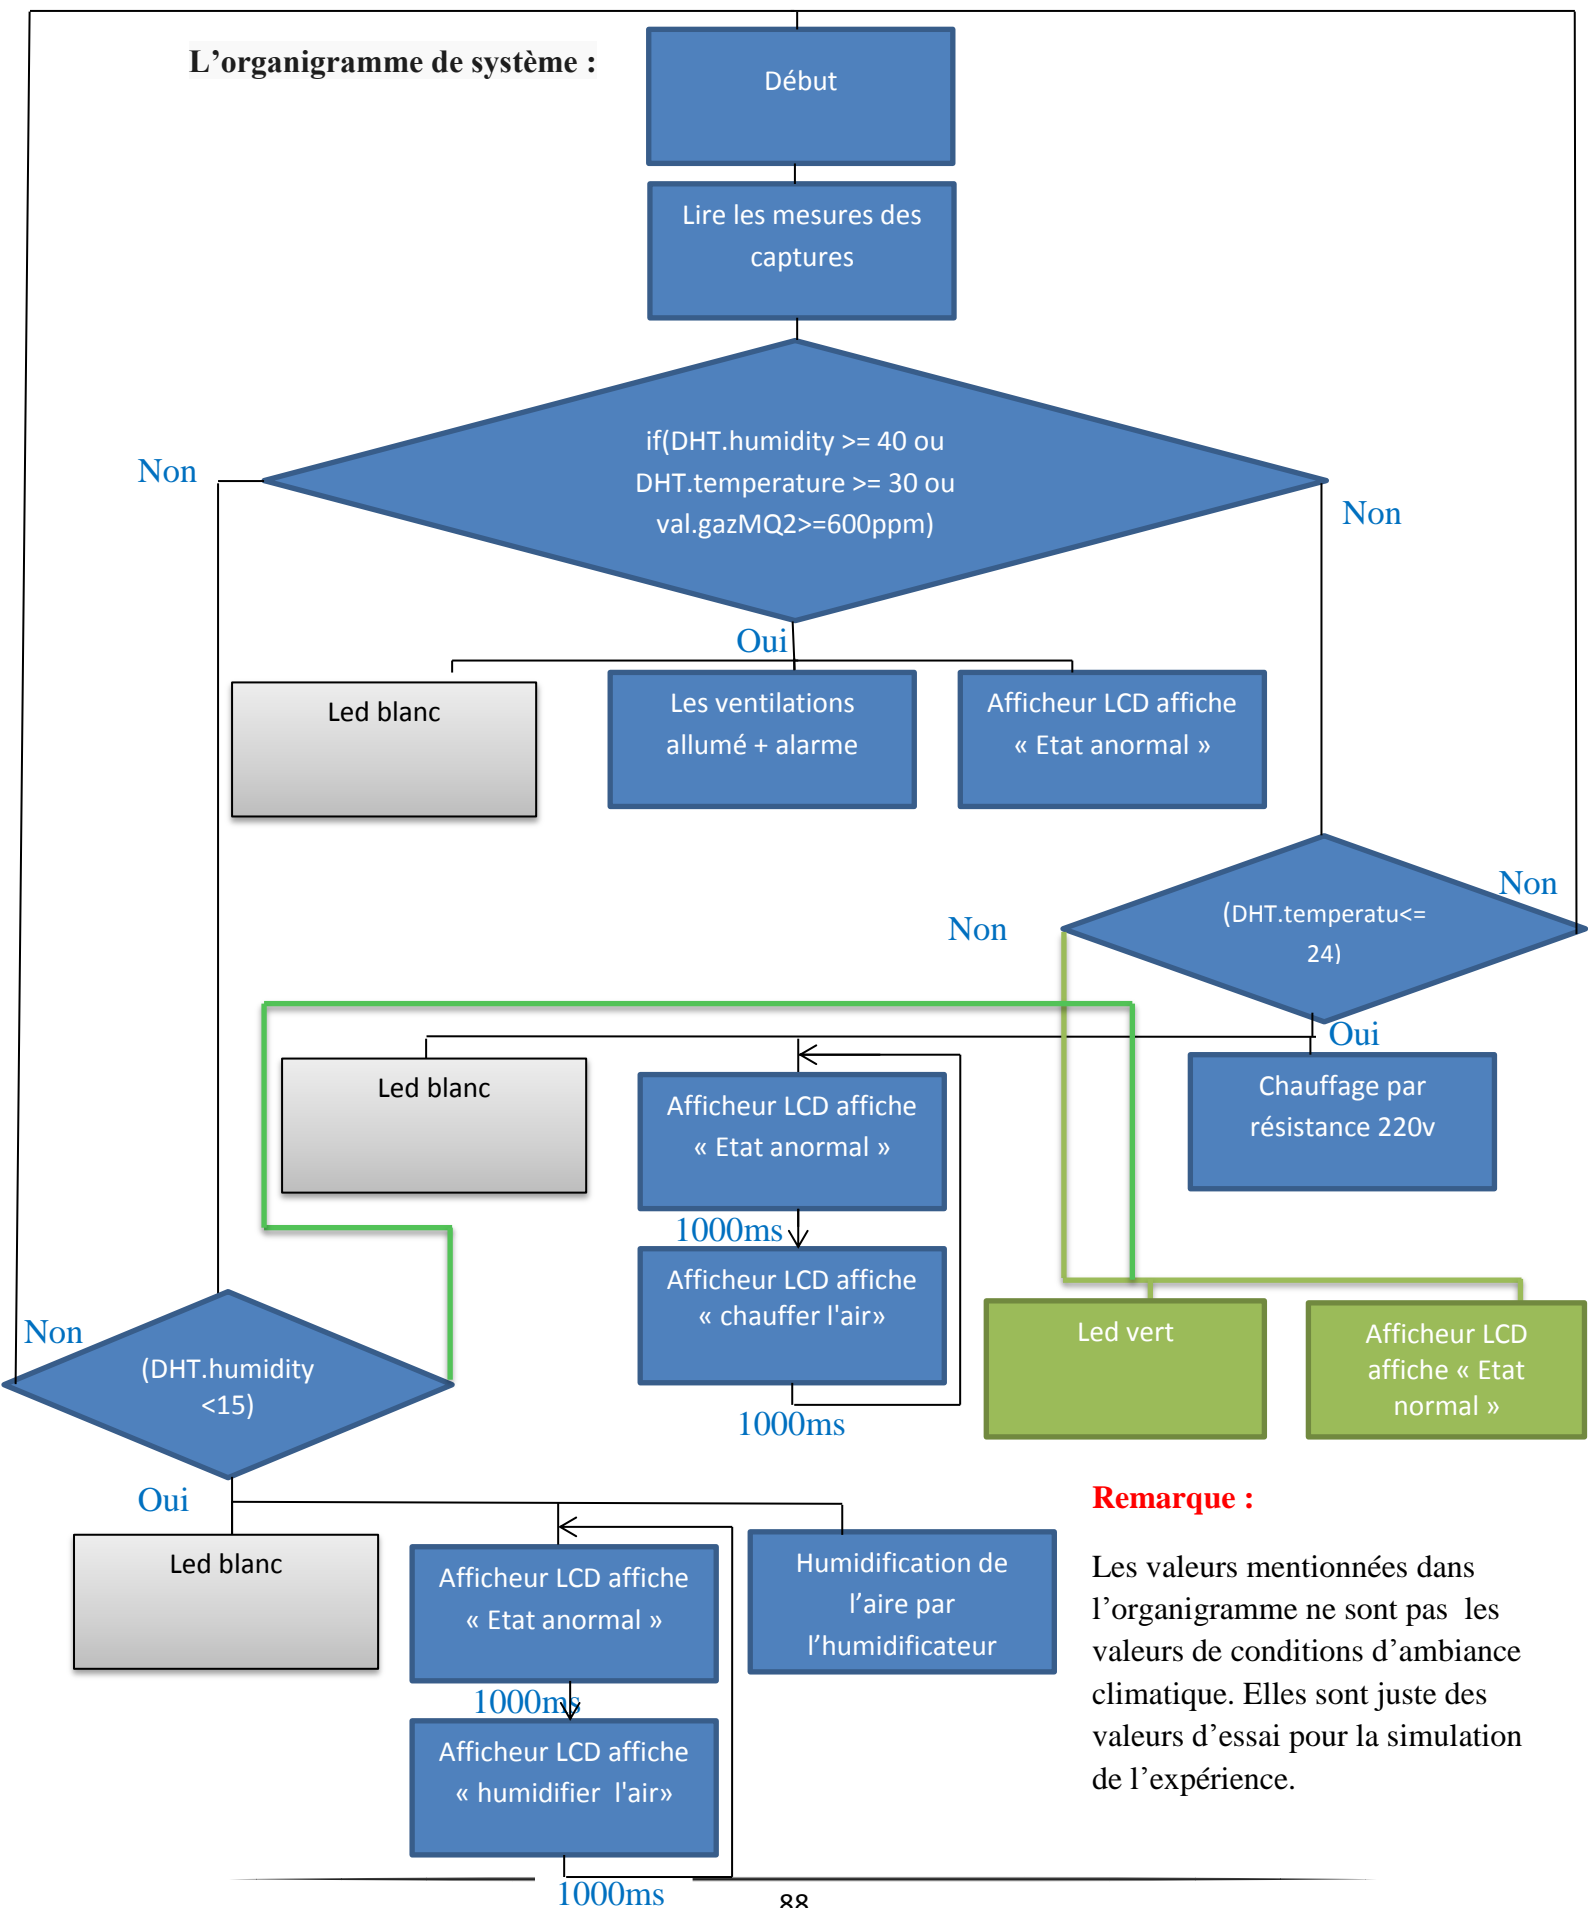 L’organigramme de système :
Début
Lire les mesures des
captures
if(DHT.humidity >= 40 ou
DHT.temperature >= 30 ou
val.gazMQ2>=600ppm)
Non
Non
Oui
Led blanc
Les ventilations
allumé + alarme
Afficheur LCD affiche
« Etat anormal »
Non
(DHT.temperatu<=
24)
Non
Oui
Led blanc
Afficheur LCD affiche
« Etat anormal »
Chauffage par
résistance 220v
1000ms
Afficheur LCD affiche
« chauffer l'air»
1000ms
Led vert
Afficheur LCD
affiche « Etat
normal »
Non
(DHT.humidity
<15)
Oui
Led blanc
Afficheur LCD affiche
« Etat anormal »
Humidification de
l’aire par
l’humidificateur
1000ms
Afficheur LCD affiche
« humidifier  l'air»
1000ms
Remarque :
Les valeurs mentionnées dans
l’organigramme ne sont pas  les
valeurs de conditions d’ambiance
climatique. Elles sont juste des
valeurs d’essai pour la simulation
de l’expérience.
88